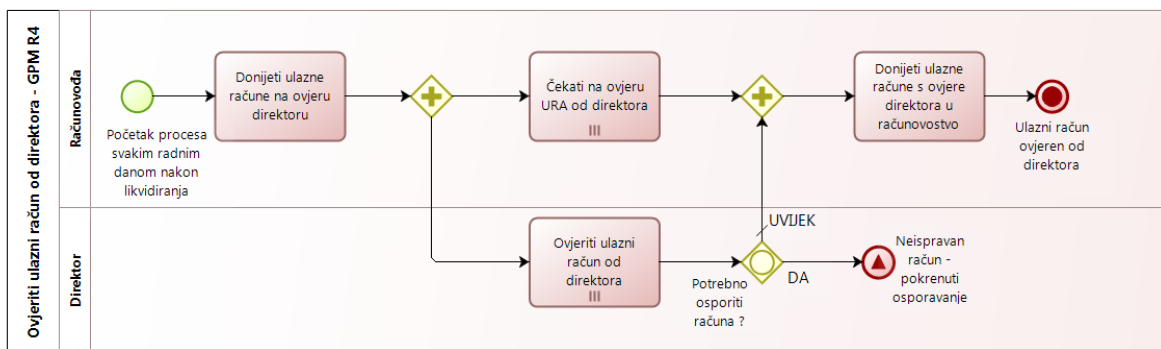 Ovjeriti ulazni račun od direktora - GPM R4
Računovođa
Početak procesa
svakim radnim
danom nakon
likvidiranja
Donijeti ulazne
račune na ovjeru
direktoru
Čekati na ovjeru
URA od direktora
Donijeti ulazne
račune s ovjere
direktora u
računovostvo
Ulazni račun
ovjeren od
direktora
Direktor
Ovjeriti ulazni
račun od
direktora
Potrebno
osporiti
računa ?
UVIJEK
DA
Neispravan
račun -
pokrenuti
osporavanje